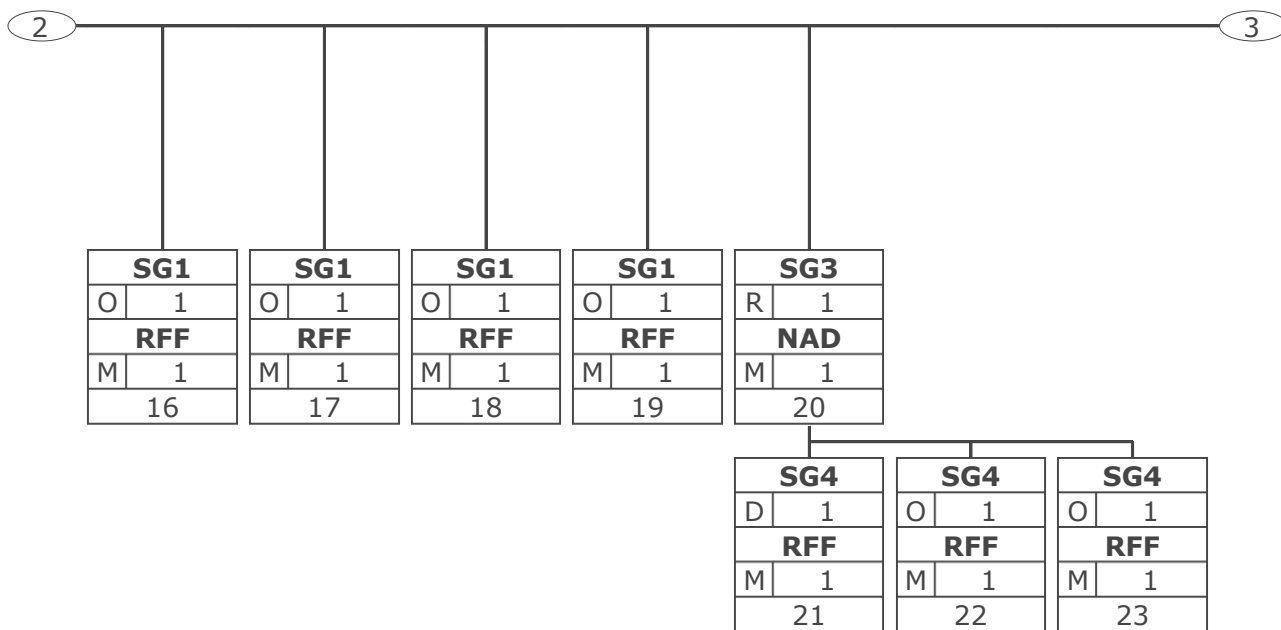 2 3
SG1 SG1 SG1 SG1 SG3
O 1 O 1 O 1 O 1 R 1
RFF RFF RFF RFF NAD
M 1 M 1 M 1 M 1 M 1
16 17 18 19 20
SG4 SG4 SG4
D 1 O 1 O 1
RFF RFF RFF
M 1 M 1 M 1
21 22 23